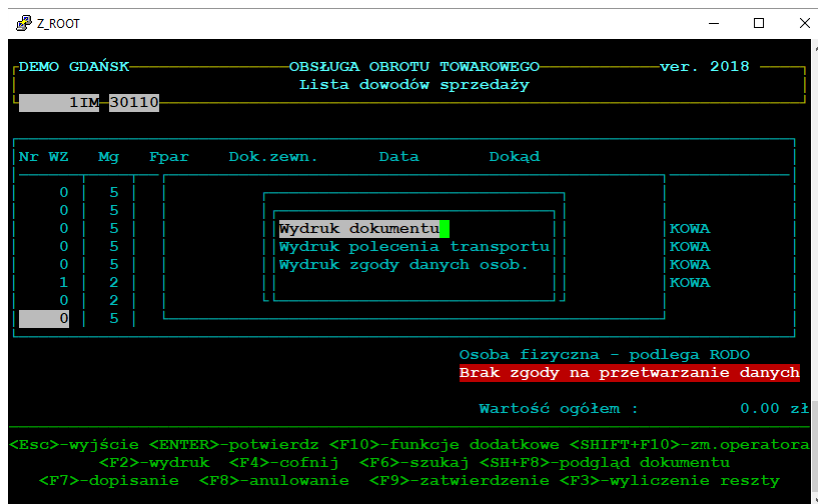 Z_ROOT
DEMO GDAŃSK OBSŁUGA OBROTU TOWAROWEGO ver. 2018
Lista dowodów sprzedaży
1IM 30110
Nr WZ Mg Fpar Dok.zewn. Data Dokąd
0 5
0 5
0 5 Wydruk dokumentu KOWA
0 5 Wydruk polecenia transportu KOWA
0 5 Wydruk zgody danych osob. KOWA
1 2 KOWA
0 2
0 5
Osoba fizyczna - podlega RODO
Brak zgody na przetwarzanie danych
Wartość ogółem : 0.00 zł
<Esc>-wyjście <ENTER>-potwierdz <F10>-funkcje dodatkowe <SHIFT+F10>-zm.operatora
<F2>-wydruk <F4>-cofnij <F6>-szukaj <SH+F8>-podgląd dokumentu
<F7>-dopisanie <F8>-anulowanie <F9>-zatwierdzenie <F3>-wyliczenie reszty